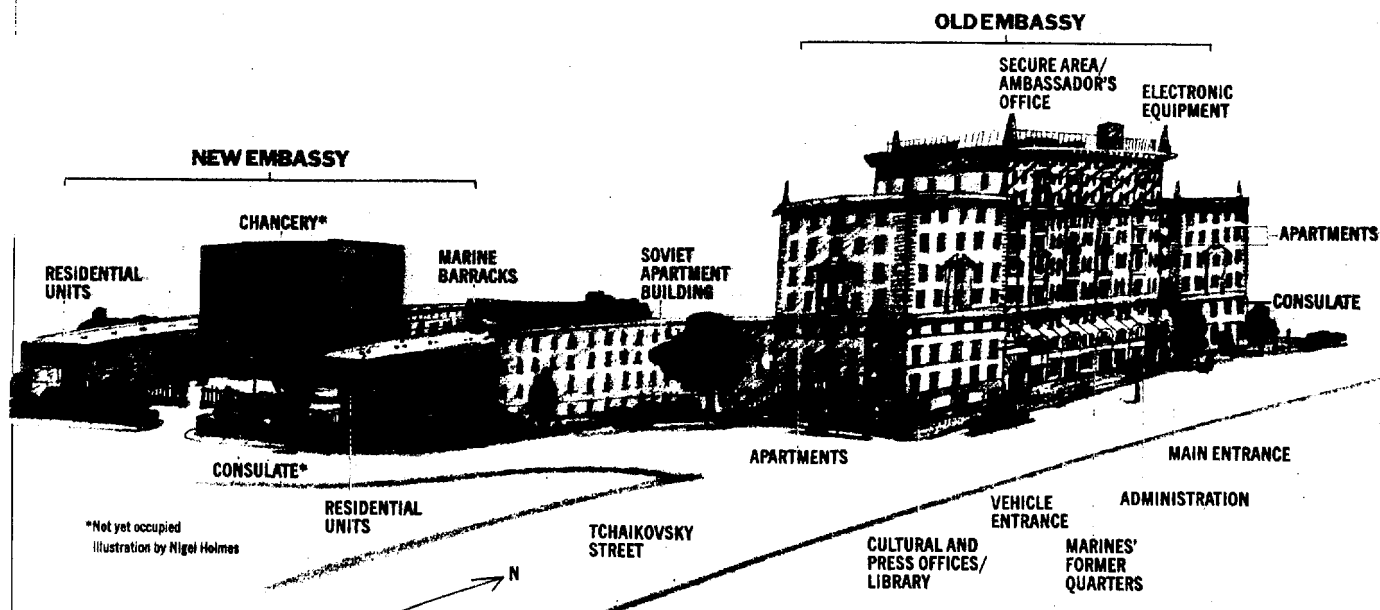 OLD EMBASSY
SECURE AREA/
AMBASSADOR'S
OFFICE
ELECTRONIC
EQUIPMENT
NEW EMBASSY
CHANCERY*
RESIDENTIAL
UNITS
MARINE
BARRACKS
SOVIET
APARTMENT
BUILDING
APARTMENTS
CONSULATE
CONSULATE*
RESIDENTIAL
UNITS
APARTMENTS
MAIN ENTRANCE
ADMINISTRATION
VEHICLE
ENTRANCE
MARINES'
FORMER
QUARTERS
CULTURAL AND
PRESS OFFICES/
LIBRARY
TCHAIKOVSKY
STREET
N
*Not yet occupied
Illustration by Nigel Holmes